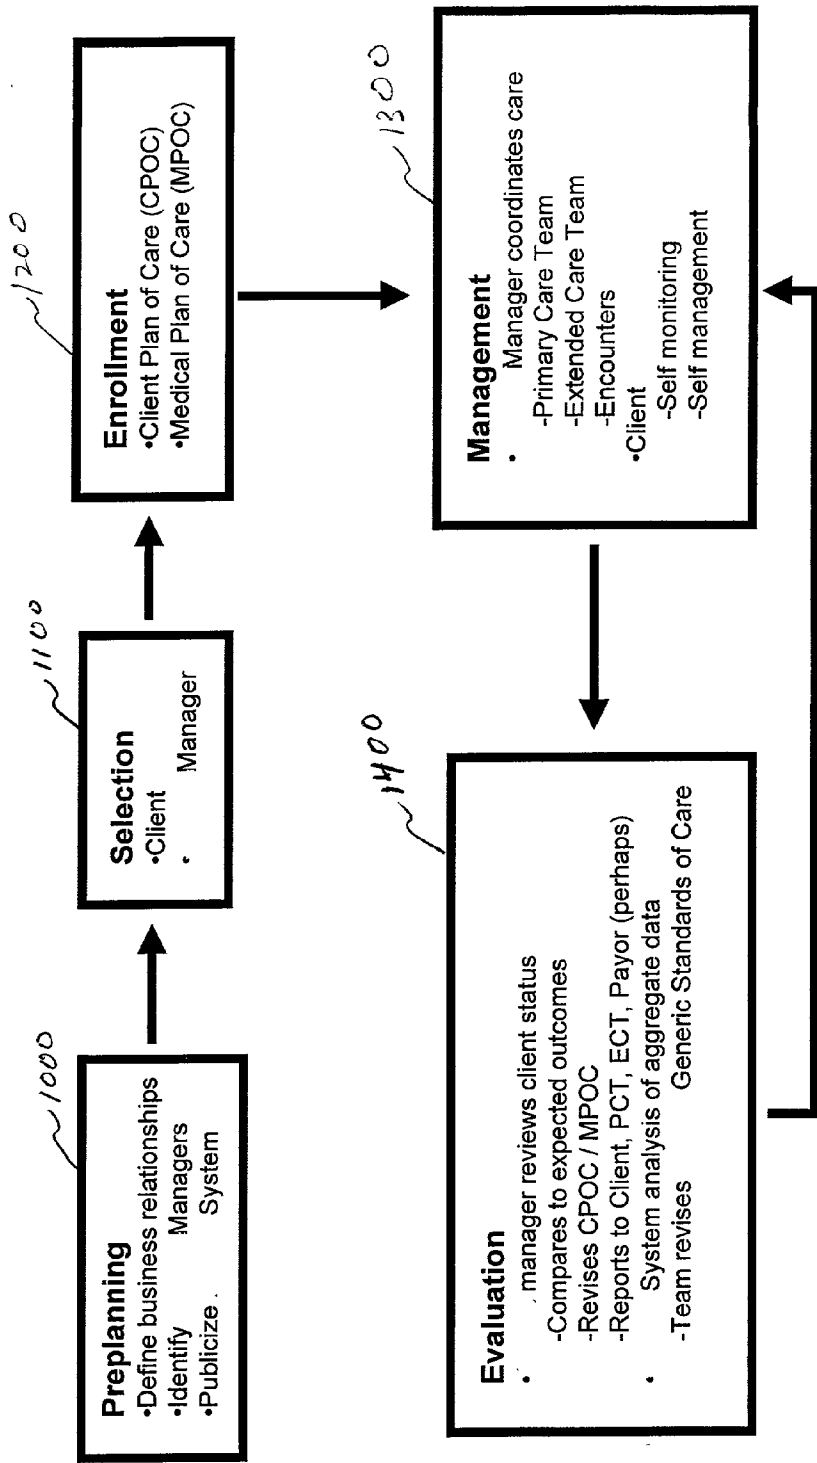 1000
Preplanning
•Define business relationships
•Identify Managers
•Publicize . System
1100
Selection
•Client
• Manager
1200
Enrollment
•Client Plan of Care (CPOC)
•Medical Plan of Care (MPOC)
1300
Management
• Manager coordinates care
-Primary Care Team
-Extended Care Team
-Encounters
•Client
-Self monitoring
-Self management
1400
Evaluation
• . manager reviews client status
-Compares to expected outcomes
-Revises CPOC / MPOC
-Reports to Client, PCT, ECT, Payor (perhaps)
• System analysis of aggregate data
-Team revises Generic Standards of Care